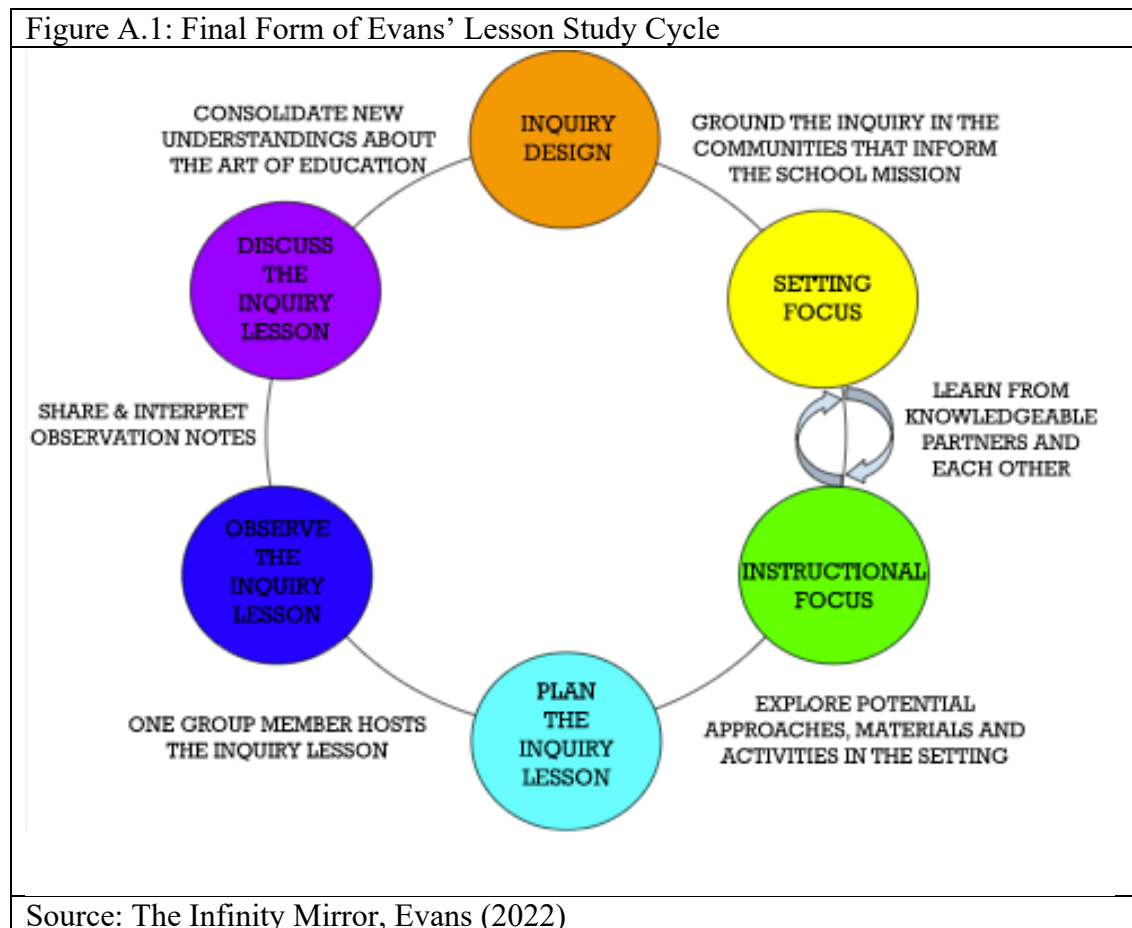 Figure A.1: Final Form of Evans’ Lesson Study Cycle
INQUIRY
DESIGN
GROUND THE INQUIRY IN THE
COMMUNITIES THAT INFORM
THE SCHOOL MISSION
SETTING
FOCUS
LEARN FROM
KNOWLEDGEABLE
PARTNERS AND
EACH OTHER
INSTRUCTIONAL
FOCUS
EXPLORE POTENTIAL
APPROACHES, MATERIALS AND
ACTIVITIES IN THE SETTING
PLAN
THE
INQUIRY
LESSON
ONE GROUP MEMBER HOSTS
THE INQUIRY LESSON
OBSERVE
THE
INQUIRY
LESSON
SHARE & INTERPRET
OBSERVATION NOTES
DISCUSS
THE
INQUIRY
LESSON
CONSOLIDATE NEW
UNDERSTANDINGS ABOUT
THE ART OF EDUCATION
Source: The Infinity Mirror, Evans (2022)